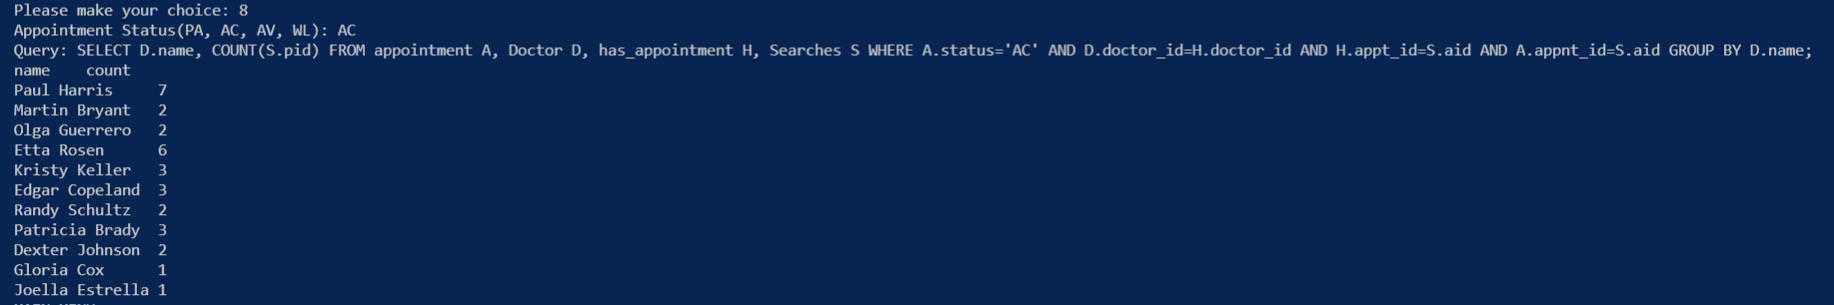 Please make your choice: 8
Appointment Status(PA, AC, AV, WL): AC
Query: SELECT D.name, COUNT(S.pid) FROM appointment A, Doctor D, has_appointment H, Searches S WHERE A.status='AC' AND D.doctor_id=H.doctor_id AND H.appt_id=S.aid AND A.appnt_id=S.aid GROUP BY D.name;
name    count
Paul Harris     7
Martin Bryant   2
Olga Guerrero   2
Etta Rosen      6
Kristy Keller   3
Edgar Copeland  3
Randy Schultz   2
Patricia Brady  3
Dexter Johnson  2
Gloria Cox      1
Joella Estrella 1